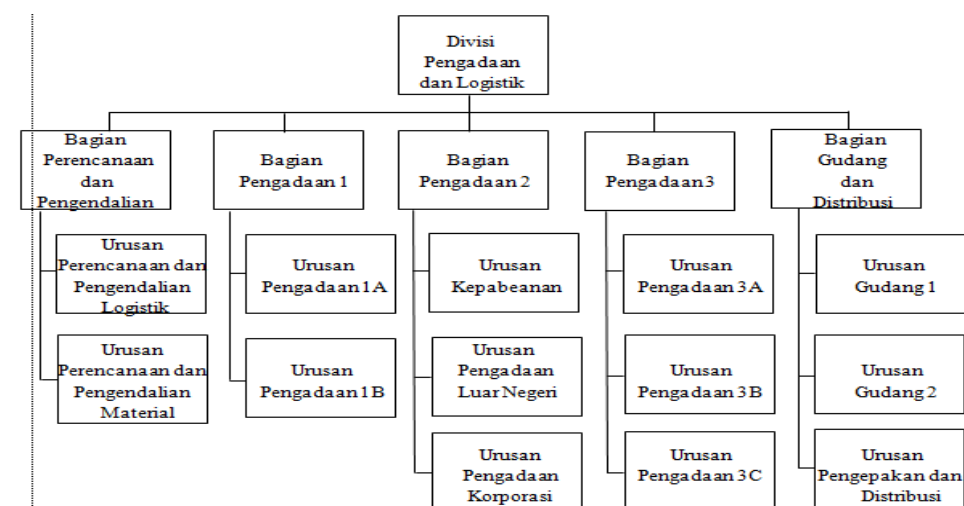 Divisi
Pengadaan
dan Logistik
Bagian
Perencanaan
dan
Pengendalian
Bagian
Pengadaan 1
Bagian
Pengadaan 2
Bagian
Pengadaan 3
Bagian
Gudang
dan
Distribusi
Urusan
Perencanaan dan
Pengendalian
Logistik
Urusan
Pengadaan 1A
Urusan
Kepabeanan
Urusan
Pengadaan 3A
Urusan
Gudang 1
Urusan
Perencanaan dan
Pengendalian
Material
Urusan
Pengadaan 1B
Urusan
Pengadaan
Luar Negeri
Urusan
Pengadaan 3B
Urusan
Gudang 2
Urusan
Pengadaan
Korporasi
Urusan
Pengadaan 3C
Urusan
Pengepakan dan
Distribusi